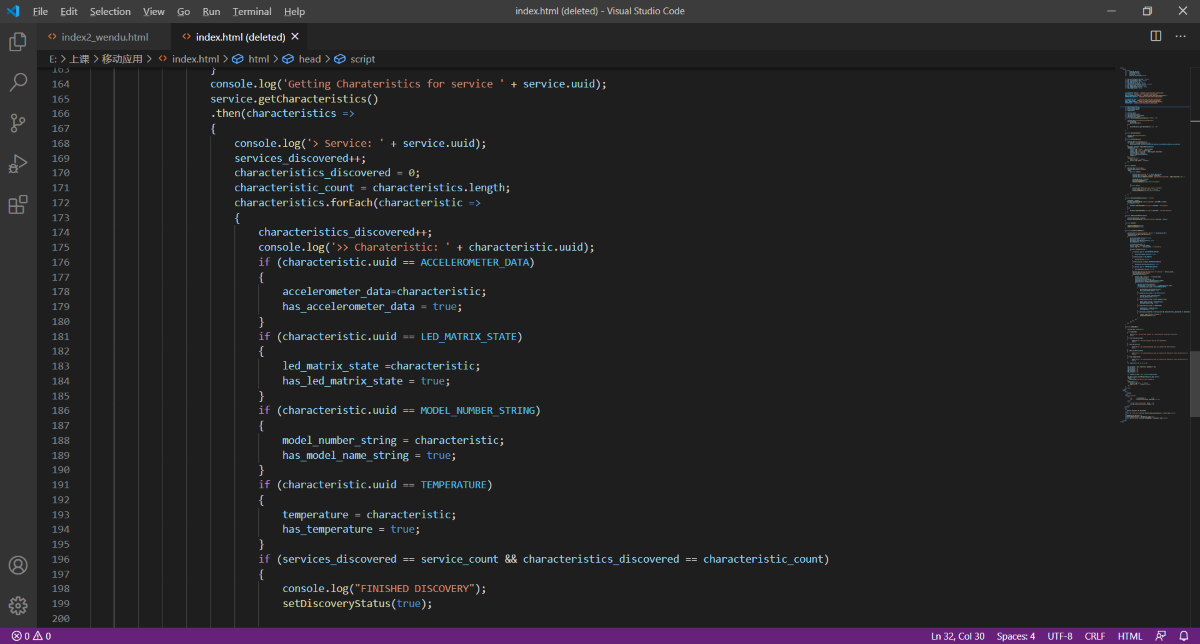 File Edit Selection View Go Run Terminal Help index.html (deleted) - Visual Studio Code
index2_wendu.html index.html (deleted)
E: > 上课 > 移动应用 > index.html > html > head > script
163 }
164 console.log('Getting Charateristics for service ' + service.uuid);
165 service.getCharacteristics()
166 .then(characteristics =>
167 {
168 console.log('> Service: ' + service.uuid);
169 services_discovered++;
170 characteristics_discovered = 0;
171 characteristic_count = characteristics.length;
172 characteristics.forEach(characteristic =>
173 {
174 characteristics_discovered++;
175 console.log('>> Charateristic: ' + characteristic.uuid);
176 if (characteristic.uuid == ACCELEROMETER_DATA)
177 {
178 accelerometer_data=characteristic;
179 has_accelerometer_data = true;
180 }
181 if (characteristic.uuid == LED_MATRIX_STATE)
182 {
183 led_matrix_state =characteristic;
184 has_led_matrix_state = true;
185 }
186 if (characteristic.uuid == MODEL_NUMBER_STRING)
187 {
188 model_number_string = characteristic;
189 has_model_name_string = true;
190 }
191 if (characteristic.uuid == TEMPERATURE)
192 {
193 temperature = characteristic;
194 has_temperature = true;
195 }
196 if (services_discovered == service_count && characteristics_discovered == characteristic_count)
197 {
198 console.log("FINISHED DISCOVERY");
199 setDiscoveryStatus(true);
200
0 0 Ln 32, Col 30 Spaces: 4 UTF-8 CRLF HTML